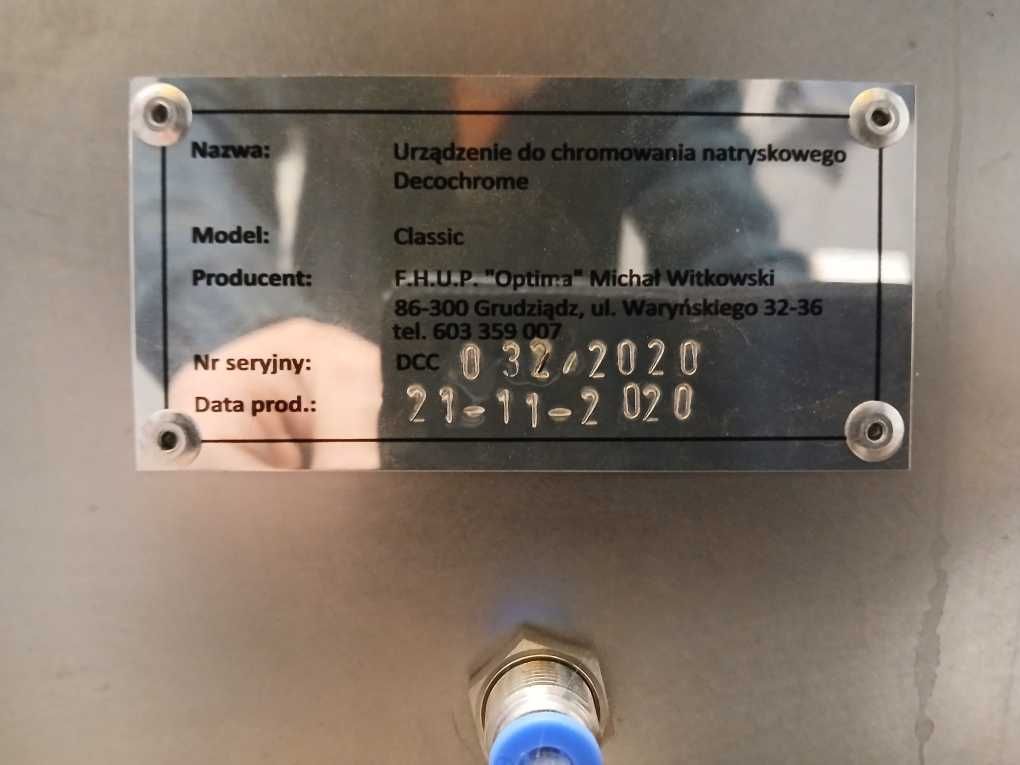 Nazwa: Urządzenie do chromowania natryskowego
Decochrome
Model: Classic
Producent: F.H.U.P. "Optima" Michał Witkowski
86-300 Grudziądz, ul. Waryńskiego 32-36
tel. 603 359 007
Nr seryjny: DCC 032/2020
Data prod.: 21-11-2020